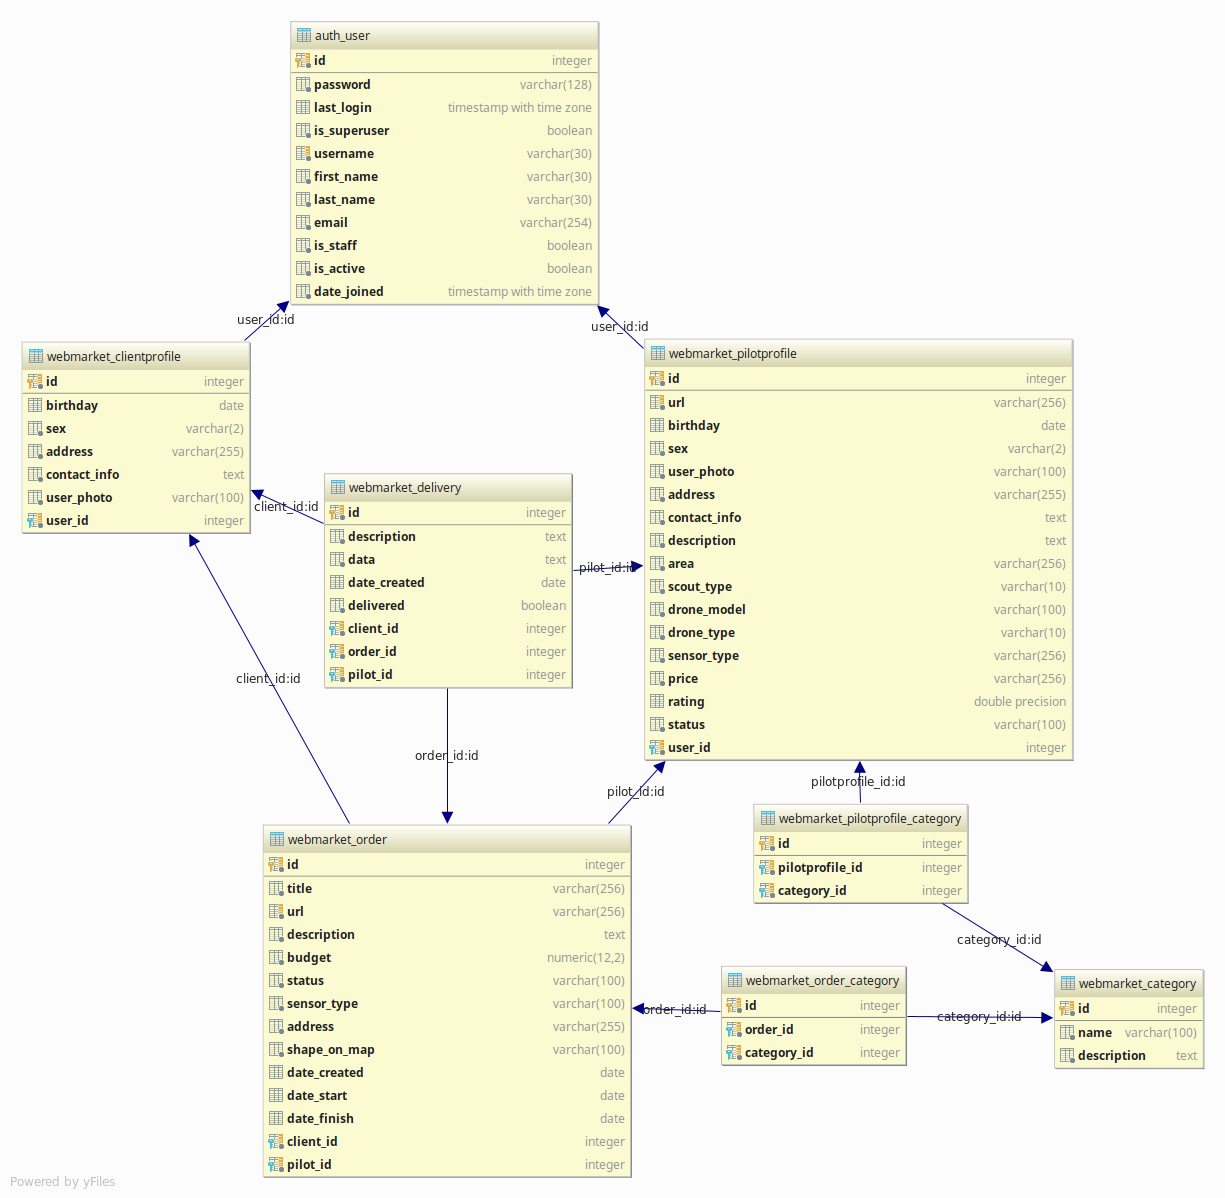 auth_user
id integer
password varchar(128)
last_login timestamp with time zone
is_superuser boolean
username varchar(30)
first_name varchar(30)
last_name varchar(30)
email varchar(254)
is_staff boolean
is_active boolean
date_joined timestamp with time zone
user_id:id
user_id:id
webmarket_clientprofile
id integer
birthday date
sex varchar(2)
address varchar(255)
contact_info text
user_photo varchar(100)
user_id integer
webmarket_pilotprofile
id integer
url varchar(256)
birthday date
sex varchar(2)
user_photo varchar(100)
address varchar(255)
contact_info text
description text
area varchar(256)
scout_type varchar(10)
drone_model varchar(100)
drone_type varchar(10)
sensor_type varchar(256)
price varchar(256)
rating double precision
status varchar(100)
user_id integer
client_id:id
webmarket_delivery
id integer
description text
data text
date_created date
delivered boolean
client_id integer
order_id integer
pilot_id integer
pilot_id:id
client_id:id
order_id:id
pilot_id:id
pilotprofile_id:id
webmarket_order
id integer
title varchar(256)
url varchar(256)
description text
budget numeric(12,2)
status varchar(100)
sensor_type varchar(100)
address varchar(255)
shape_on_map varchar(100)
date_created date
date_start date
date_finish date
client_id integer
pilot_id integer
webmarket_pilotprofile_category
id integer
pilotprofile_id integer
category_id integer
category_id:id
order_id:id
webmarket_order_category
id integer
order_id integer
category_id integer
category_id:id
webmarket_category
id integer
name varchar(100)
description text
Powered by yFiles